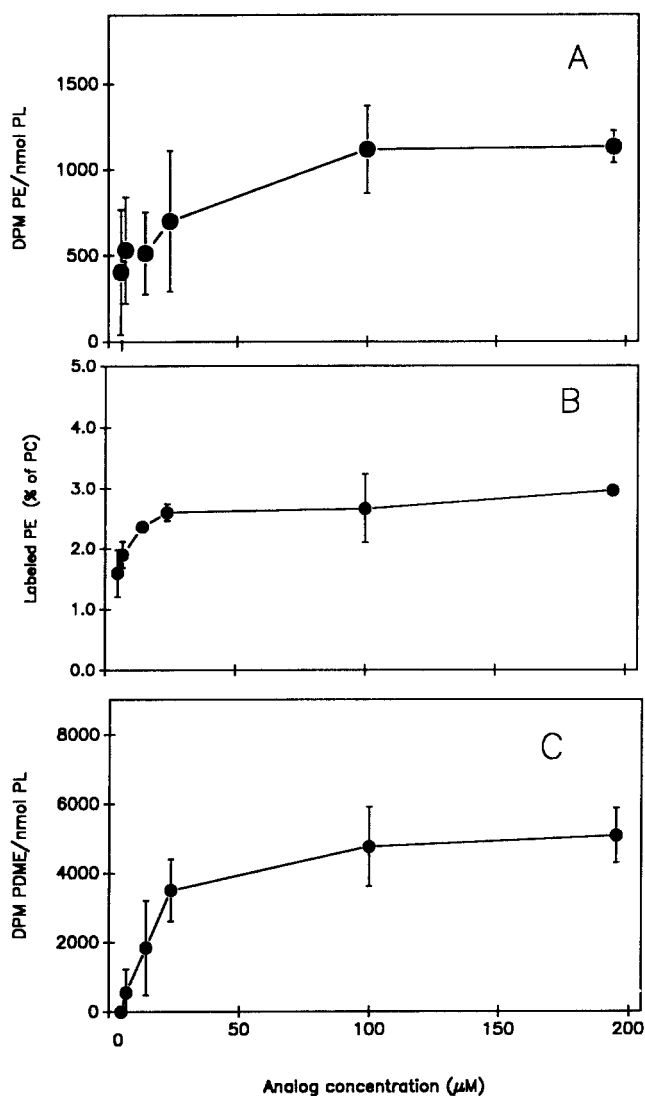 A
1500
1000
500
0
DPM PE/nmol PL
B
5.0
4.0
3.0
2.0
1.0
0.0
Labeled PE (% of PC)
C
8000
6000
4000
2000
0
DPM PDME/nmol PL
0 50 100 150 200
Analog concentration (μM)